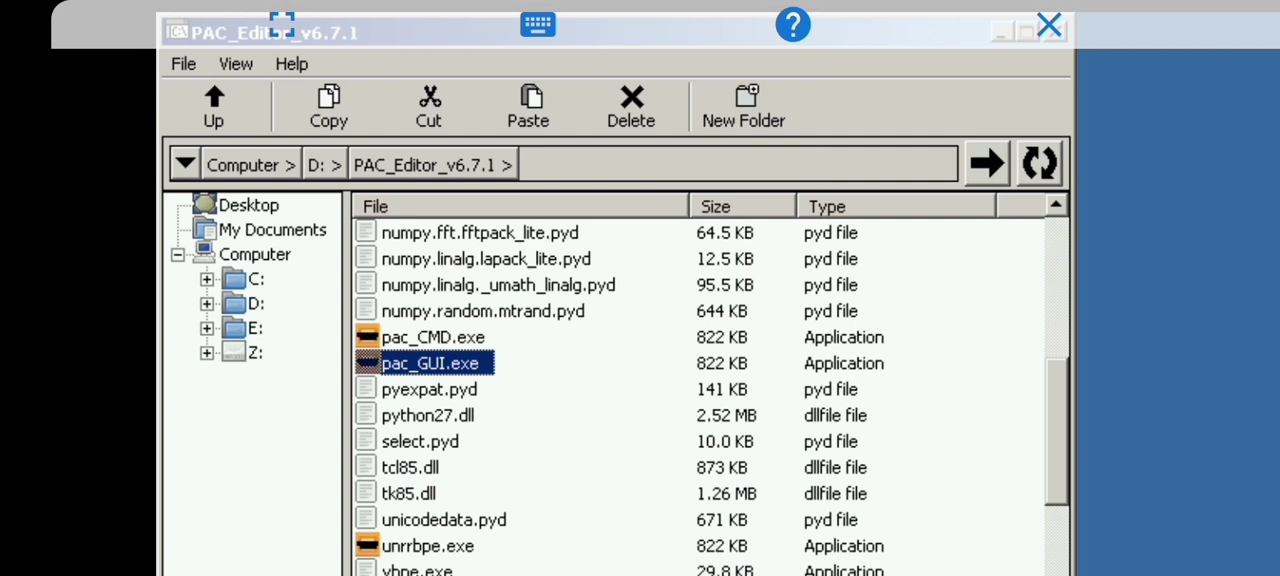 PAC_Editor_v6.7.1
File View Help
Up Copy Cut Paste Delete New Folder
Computer > D: > PAC_Editor_v6.7.1 >
Desktop
My Documents
Computer
C:
D:
E:
Z:
File Size Type
numpy.fft.fftpack_lite.pyd 64.5 KB pyd file
numpy.linalg.lapack_lite.pyd 12.5 KB pyd file
numpy.linalg._umath_linalg.pyd 95.5 KB pyd file
numpy.random.mtrand.pyd 644 KB pyd file
pac_CMD.exe 822 KB Application
pac_GUI.exe 822 KB Application
pyexpat.pyd 141 KB pyd file
python27.dll 2.52 MB dllfile file
select.pyd 10.0 KB pyd file
tcl85.dll 873 KB dllfile file
tk85.dll 1.26 MB dllfile file
unicodedata.pyd 671 KB pyd file
unrrbpe.exe 822 KB Application
29.8 KB Application